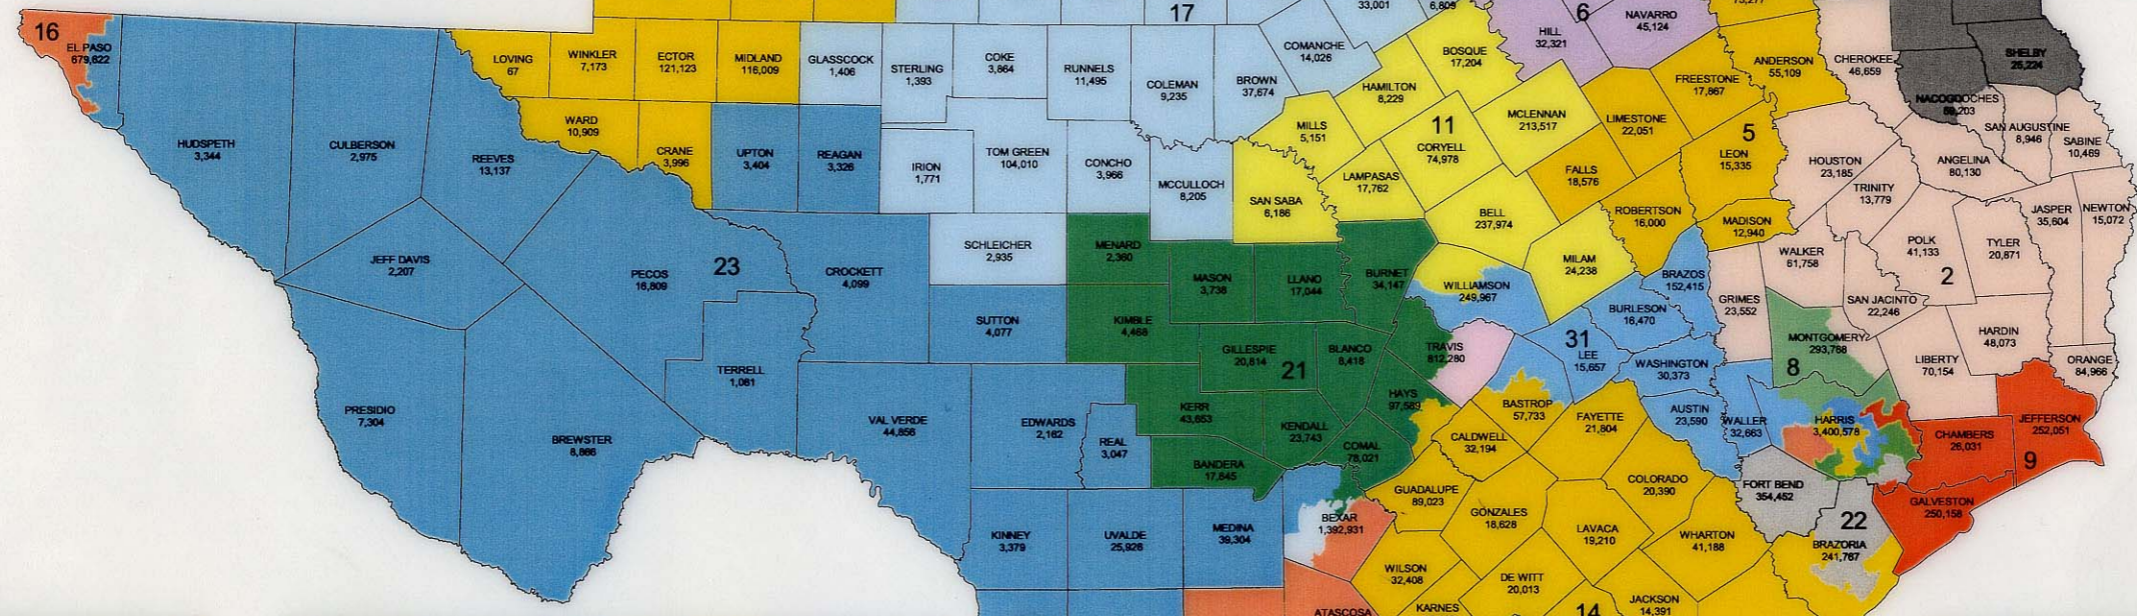 16
EL PASO
679,622
HUDSPETH
3,344
CULBERSON
2,975
REEVES
13,137
JEFF DAVIS
2,207
PRESIDIO
7,304
BREWSTER
8,866
PECOS
16,809
23
TERRELL
1,081
LOVING
67
WINKLER
7,173
ECTOR
121,123
MIDLAND
116,009
GLASSCOCK
1,406
WARD
10,909
CRANE
3,996
UPTON
3,404
REAGAN
3,326
CROCKETT
4,099
VAL VERDE
44,856
17
STERLING
1,393
COKE
3,864
RUNNELS
11,495
COLEMAN
9,235
BROWN
37,674
COMANCHE
14,026
33,001
6,809
IRION
1,771
TOM GREEN
104,010
CONCHO
3,966
MCCULLOCH
8,205
SCHLEICHER
2,935
SUTTON
4,077
EDWARDS
2,162
REAL
3,047
KINNEY
3,379
UVALDE
25,926
MEDINA
39,304
MENARD
2,360
KIMBLE
4,468
MASON
3,738
LLANO
17,044
BURNET
34,147
GILLESPIE
20,814
BLANCO
8,418
21
KERR
43,653
KENDALL
23,743
COMAL
78,021
BANDERA
17,645
HAYS
97,589
TRAVIS
812,280
BEXAR
1,392,931
ATASCOSA
SAN SABA
6,186
MILLS
5,151
HAMILTON
8,229
BOSQUE
17,204
11
CORYELL
74,978
LAMPASAS
17,762
MCLENNAN
213,517
BELL
237,974
MILAM
24,238
FALLS
18,576
6
HILL
32,321
NAVARRO
45,124
LIMESTONE
22,051
FREESTONE
17,867
ANDERSON
55,109
5
LEON
15,335
ROBERTSON
16,000
MADISON
12,940
WILLIAMSON
249,967
BRAZOS
152,415
BURLESON
16,470
31
LEE
15,657
WASHINGTON
30,373
AUSTIN
23,590
WALLER
32,663
BASTROP
57,733
FAYETTE
21,804
CALDWELL
32,194
GUADALUPE
89,023
GONZALES
18,628
LAVACA
19,210
COLORADO
20,390
WHARTON
41,188
WILSON
32,408
KARNES
DE WITT
20,013
14
JACKSON
14,391
CHEROKEE
46,659
SHELBY
25,224
NACOGDOCHES
59,203
SAN AUGUSTINE
8,946
SABINE
10,469
HOUSTON
23,185
ANGELINA
80,130
TRINITY
13,779
POLK
41,133
TYLER
20,871
JASPER
35,604
NEWTON
15,072
2
WALKER
61,758
GRIMES
23,552
SAN JACINTO
22,246
HARDIN
48,073
MONTGOMERY
293,768
8
LIBERTY
70,154
ORANGE
84,966
HARRIS
3,400,578
CHAMBERS
26,031
JEFFERSON
252,051
9
GALVESTON
250,158
FORT BEND
354,452
22
BRAZORIA
241,767